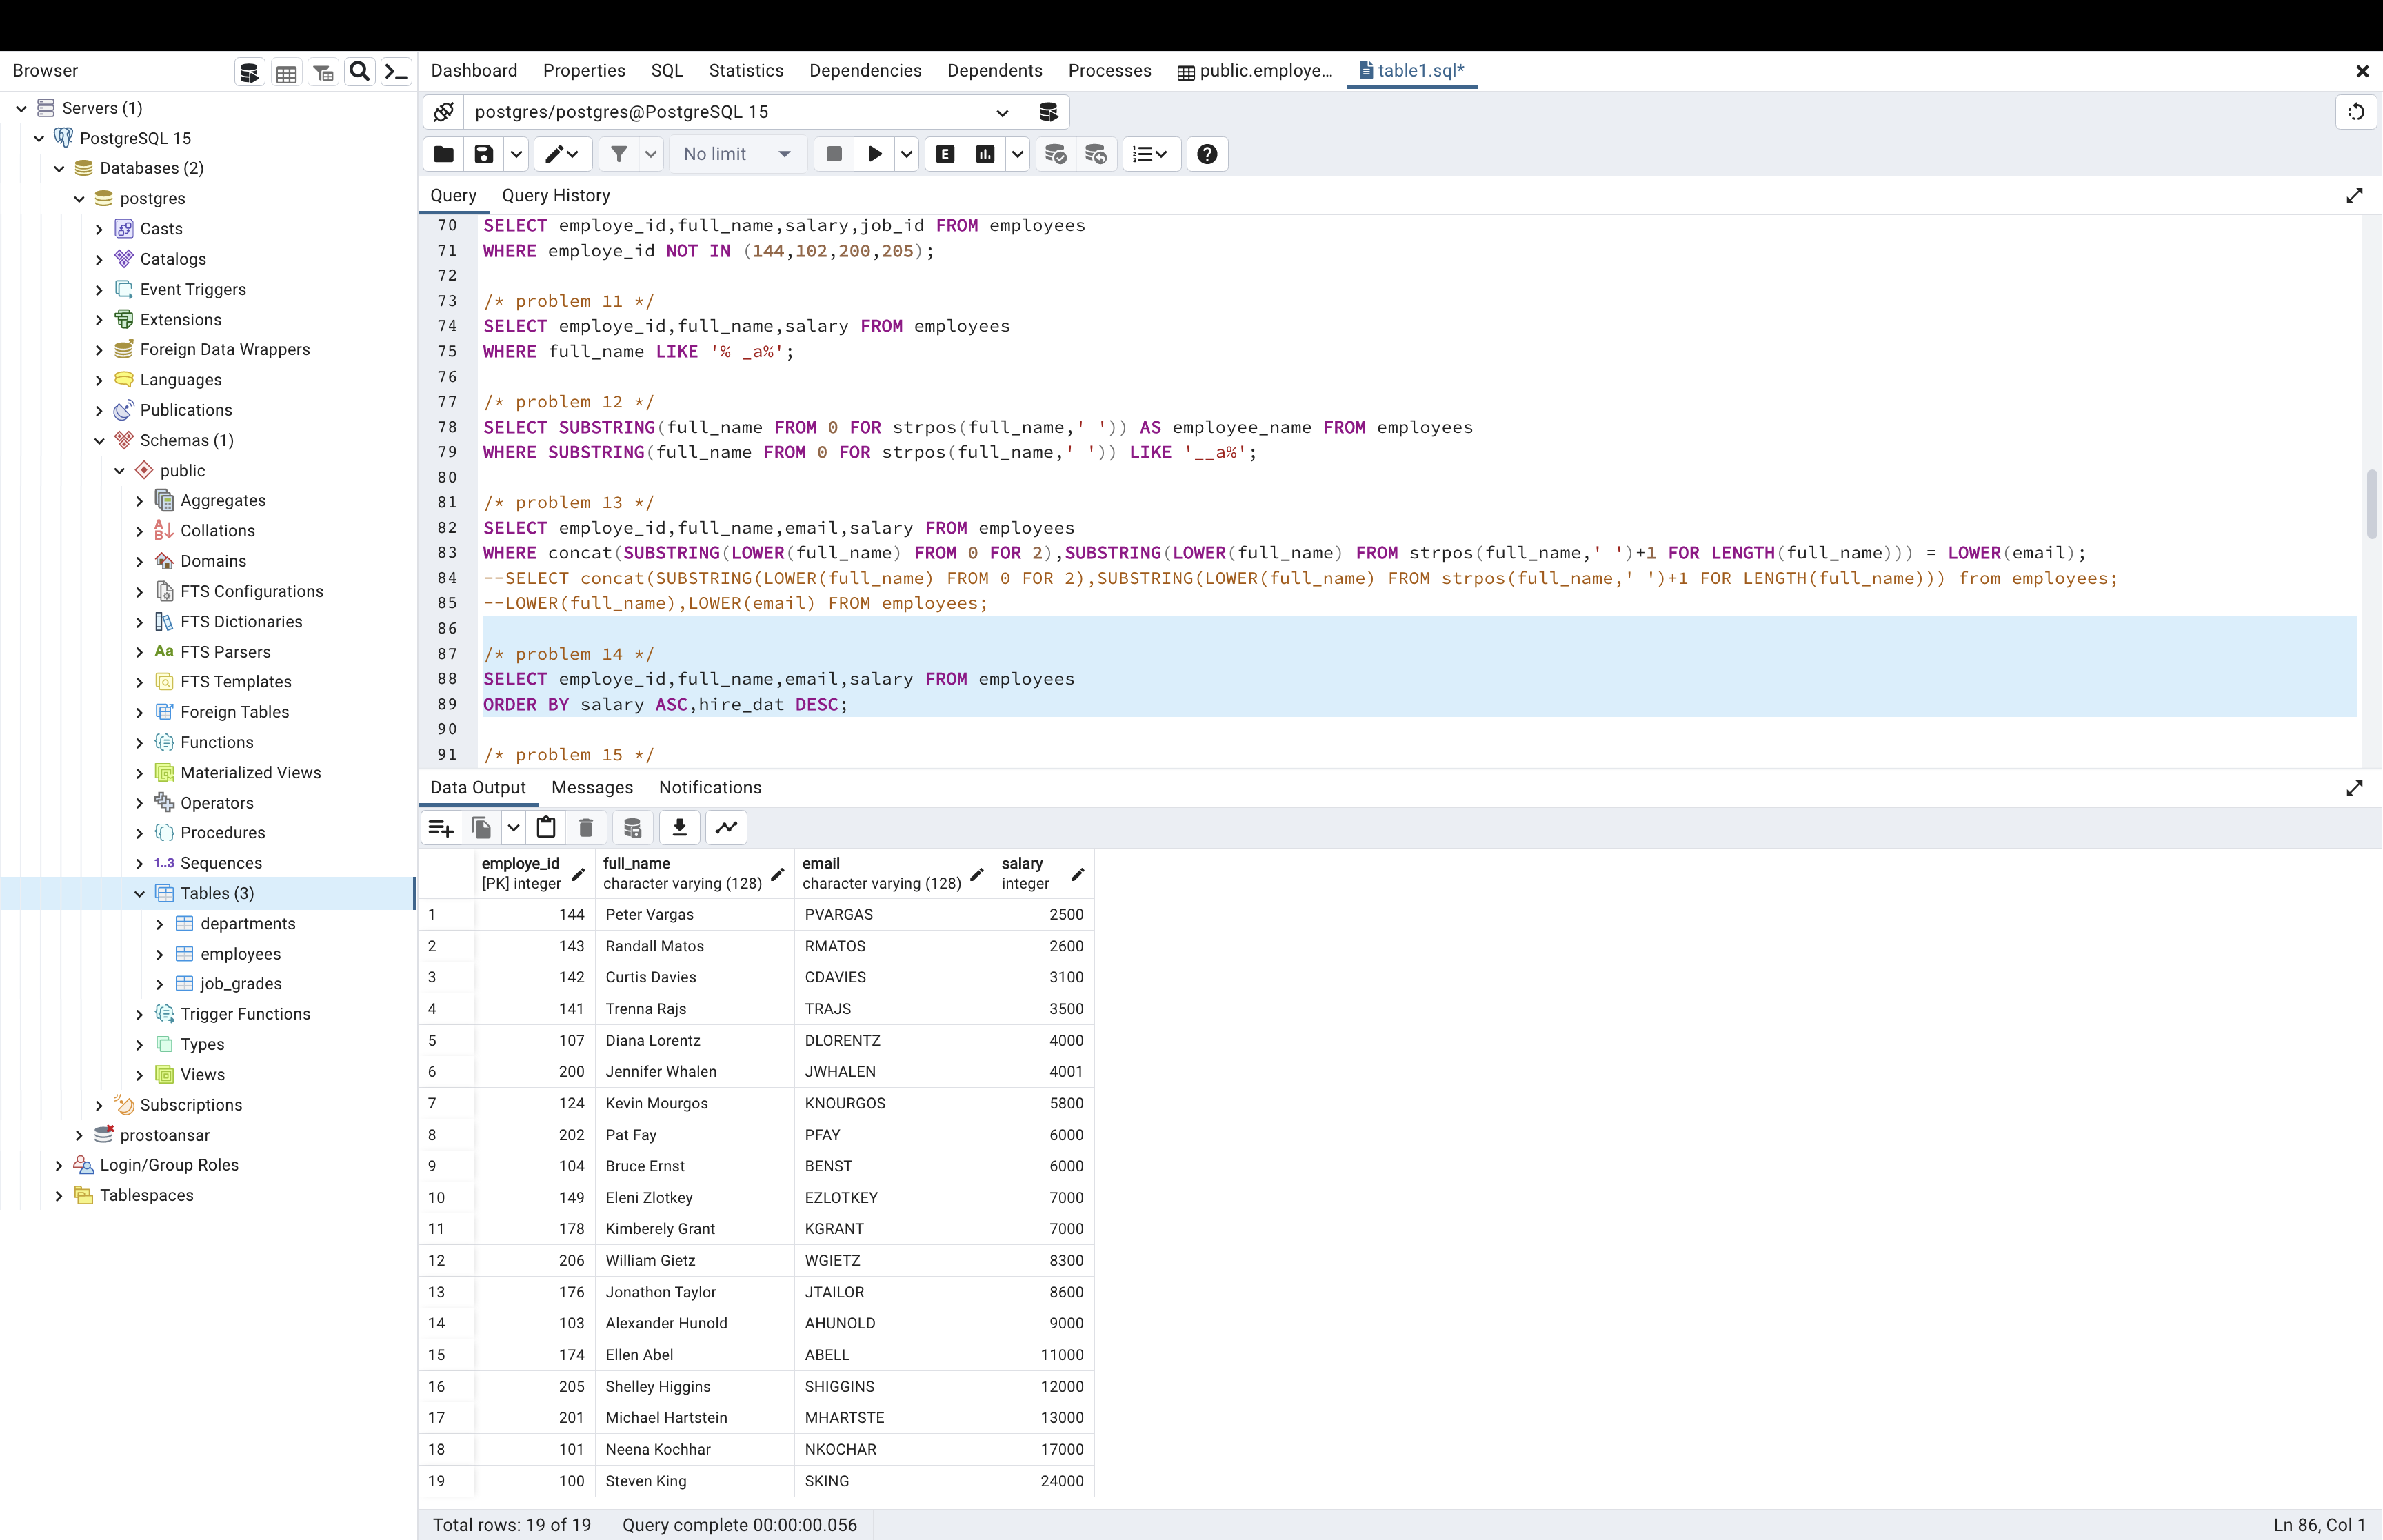 Browser
Dashboard Properties SQL Statistics Dependencies Dependents Processes public.employe... table1.sql*
Servers (1)
PostgreSQL 15
Databases (2)
postgres
Casts
Catalogs
Event Triggers
Extensions
Foreign Data Wrappers
Languages
Publications
Schemas (1)
public
Aggregates
Collations
Domains
FTS Configurations
FTS Dictionaries
Aa FTS Parsers
FTS Templates
Foreign Tables
Functions
Materialized Views
Operators
Procedures
1..3 Sequences
Tables (3)
departments
employees
job_grades
Trigger Functions
Types
Views
Subscriptions
prostoansar
Login/Group Roles
Tablespaces
postgres/postgres@PostgreSQL 15
No limit E
Query Query History
70 SELECT employe_id,full_name,salary,job_id FROM employees
71 WHERE employe_id NOT IN (144,102,200,205);
72
73 /* problem 11 */
74 SELECT employe_id,full_name,salary FROM employees
75 WHERE full_name LIKE '% _a%';
76
77 /* problem 12 */
78 SELECT SUBSTRING(full_name FROM 0 FOR strpos(full_name,' ')) AS employee_name FROM employees
79 WHERE SUBSTRING(full_name FROM 0 FOR strpos(full_name,' ')) LIKE '__a%';
80
81 /* problem 13 */
82 SELECT employe_id,full_name,email,salary FROM employees
83 WHERE concat(SUBSTRING(LOWER(full_name) FROM 0 FOR 2),SUBSTRING(LOWER(full_name) FROM strpos(full_name,' ')+1 FOR LENGTH(full_name))) = LOWER(email);
84 --SELECT concat(SUBSTRING(LOWER(full_name) FROM 0 FOR 2),SUBSTRING(LOWER(full_name) FROM strpos(full_name,' ')+1 FOR LENGTH(full_name))) from employees;
85 --LOWER(full_name),LOWER(email) FROM employees;
86
87 /* problem 14 */
88 SELECT employe_id,full_name,email,salary FROM employees
89 ORDER BY salary ASC,hire_dat DESC;
90
91 /* problem 15 */
Data Output Messages Notifications
employe_id full_name email salary
[PK] integer character varying (128) character varying (128) integer
1 144 Peter Vargas PVARGAS 2500
2 143 Randall Matos RMATOS 2600
3 142 Curtis Davies CDAVIES 3100
4 141 Trenna Rajs TRAJS 3500
5 107 Diana Lorentz DLORENTZ 4000
6 200 Jennifer Whalen JWHALEN 4001
7 124 Kevin Mourgos KNOURGOS 5800
8 202 Pat Fay PFAY 6000
9 104 Bruce Ernst BENST 6000
10 149 Eleni Zlotkey EZLOTKEY 7000
11 178 Kimberely Grant KGRANT 7000
12 206 William Gietz WGIETZ 8300
13 176 Jonathon Taylor JTAILOR 8600
14 103 Alexander Hunold AHUNOLD 9000
15 174 Ellen Abel ABELL 11000
16 205 Shelley Higgins SHIGGINS 12000
17 201 Michael Hartstein MHARTSTE 13000
18 101 Neena Kochhar NKOCHAR 17000
19 100 Steven King SKING 24000
Total rows: 19 of 19 Query complete 00:00:00.056 Ln 86, Col 1